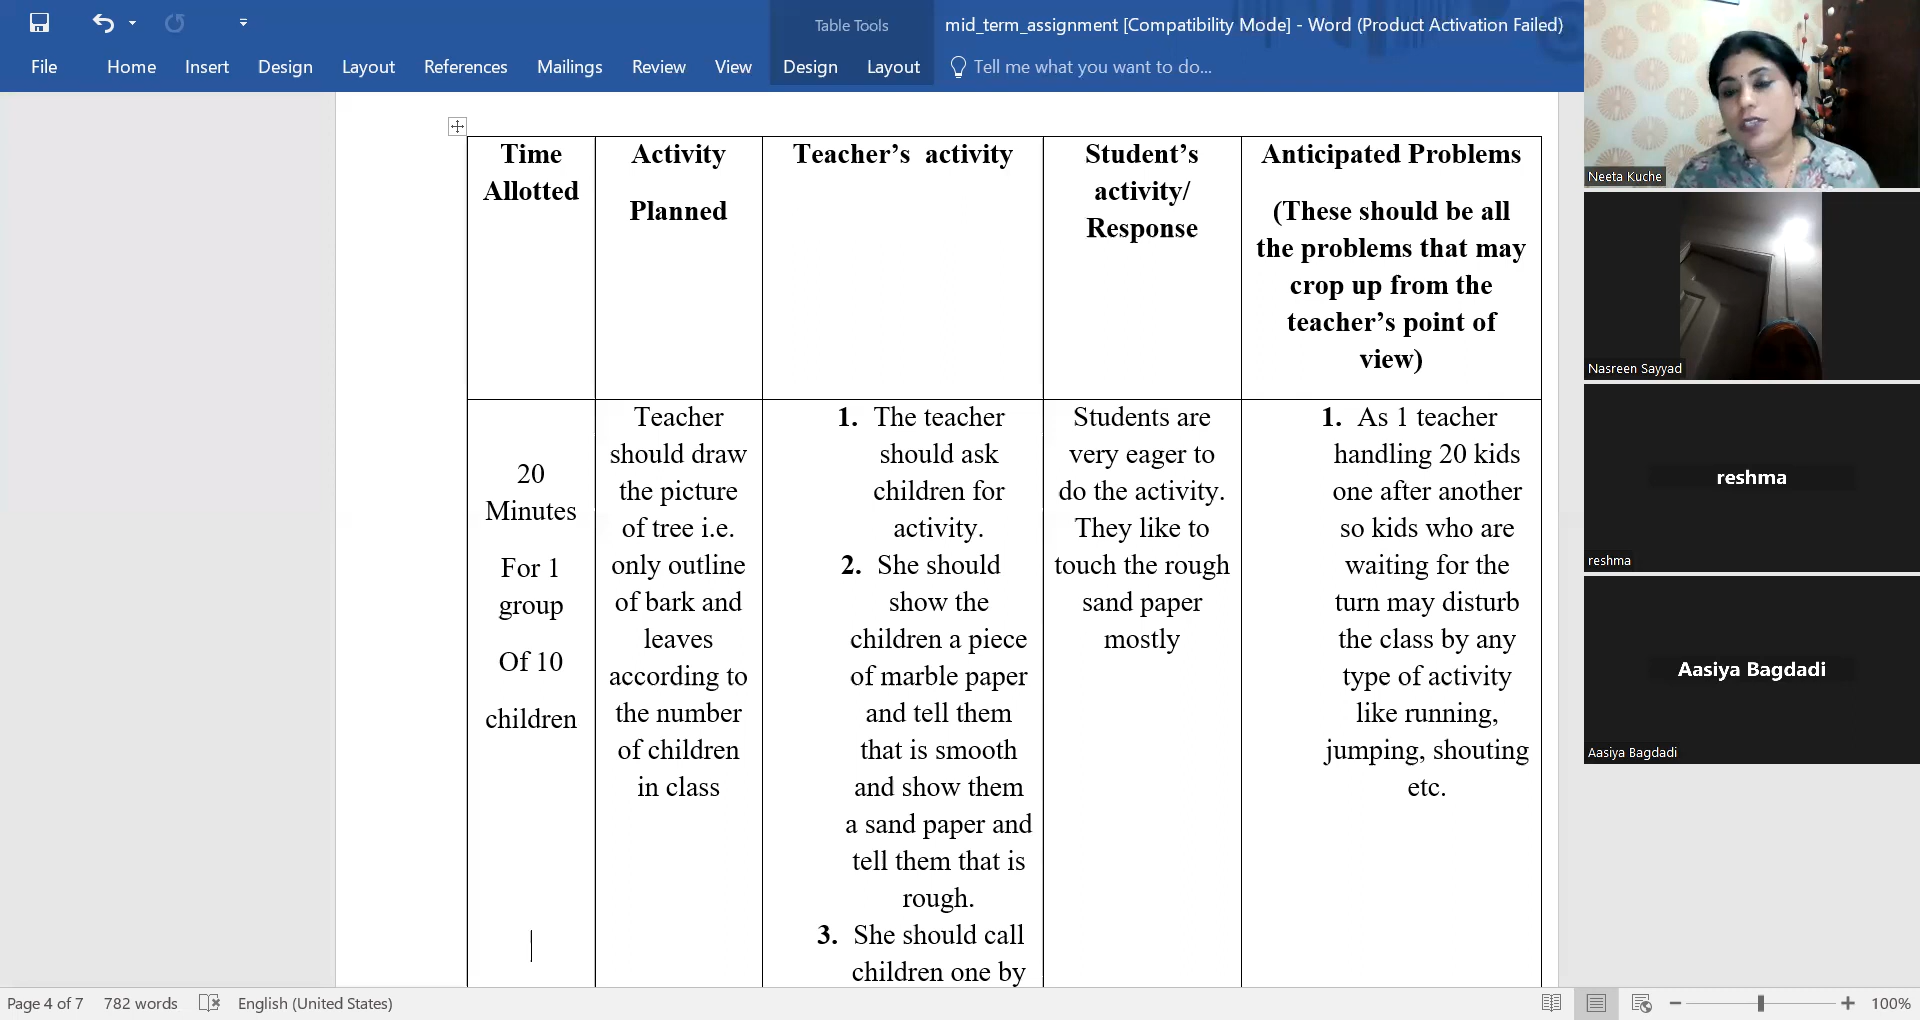 Table Tools
mid_term_assignment [Compatibility Mode] - Word (Product Activation Failed)
File Home Insert Design Layout References Mailings Review View Design Layout Tell me what you want to do...
Time
Allotted
Activity
Planned
Teacher’s activity
Student’s
activity/
Response
Anticipated Problems
(These should be all
the problems that may
crop up from the
teacher’s point of
view)
20
Minutes
For 1
group
Of 10
children
Teacher
should draw
the picture
of tree i.e.
only outline
of bark and
leaves
according to
the number
of children
in class
1. The teacher
should ask
children for
activity.
2. She should
show the
children a piece
of marble paper
and tell them
that is smooth
and show them
a sand paper and
tell them that is
rough.
3. She should call
children one by
Students are
very eager to
do the activity.
They like to
touch the rough
sand paper
mostly
1. As 1 teacher
handling 20 kids
one after another
so kids who are
waiting for the
turn may disturb
the class by any
type of activity
like running,
jumping, shouting
etc.
Neeta Kuche
Nasreen Sayyad
reshma
reshma
Aasiya Bagdadi
Aasiya Bagdadi
Page 4 of 7 782 words English (United States) 100%